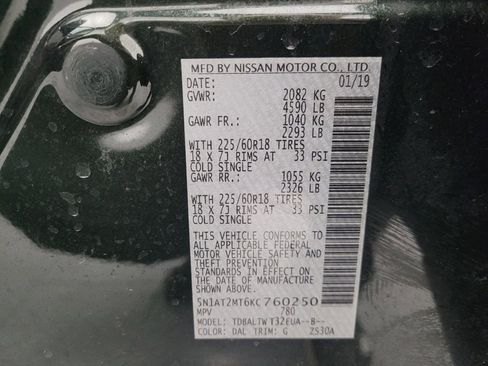 MFD BY NISSAN MOTOR CO., LTD.
DATE: 01/19
GVWR: 2082 KG
4590 LB
GAWR FR.: 1040 KG
2293 LB
WITH 225/60R18 TIRES
18 X 7J RIMS AT 33 PSI
COLD SINGLE
GAWR RR.: 1055 KG
2326 LB
WITH 225/60R18 TIRES
18 X 7J RIMS AT 33 PSI
COLD SINGLE
THIS VEHICLE CONFORMS TO
ALL APPLICABLE FEDERAL
MOTOR VEHICLE SAFETY AND
THEFT PREVENTION
STANDARDS IN EFFECT ON
THE DATE OF MANUFACTURE
SHOWN ABOVE.
5N1AT2MT6KC760250
MPV 780
MODEL: TDBALTWT32EUA--B--
COLOR: DAL TRIM: G ZS30A